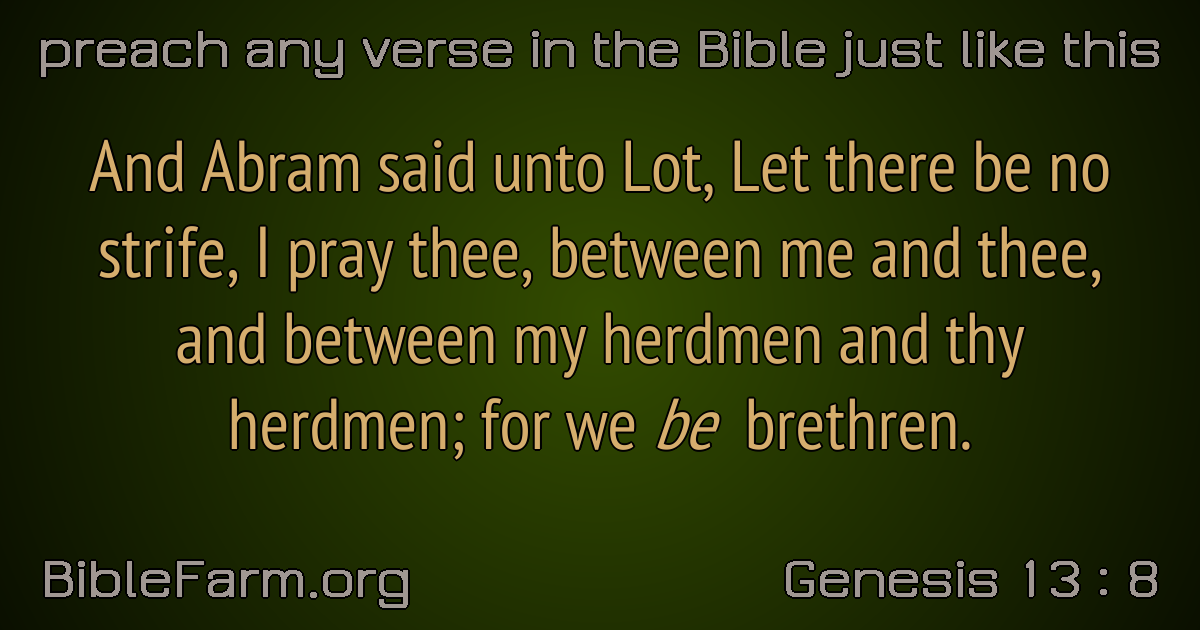 preach any verse in the Bible just like this
And Abram said unto Lot, Let there be no
strife, I pray thee, between me and thee,
and between my herdmen and thy
herdmen; for we be brethren.
BibleFarm.org
Genesis 13 : 8